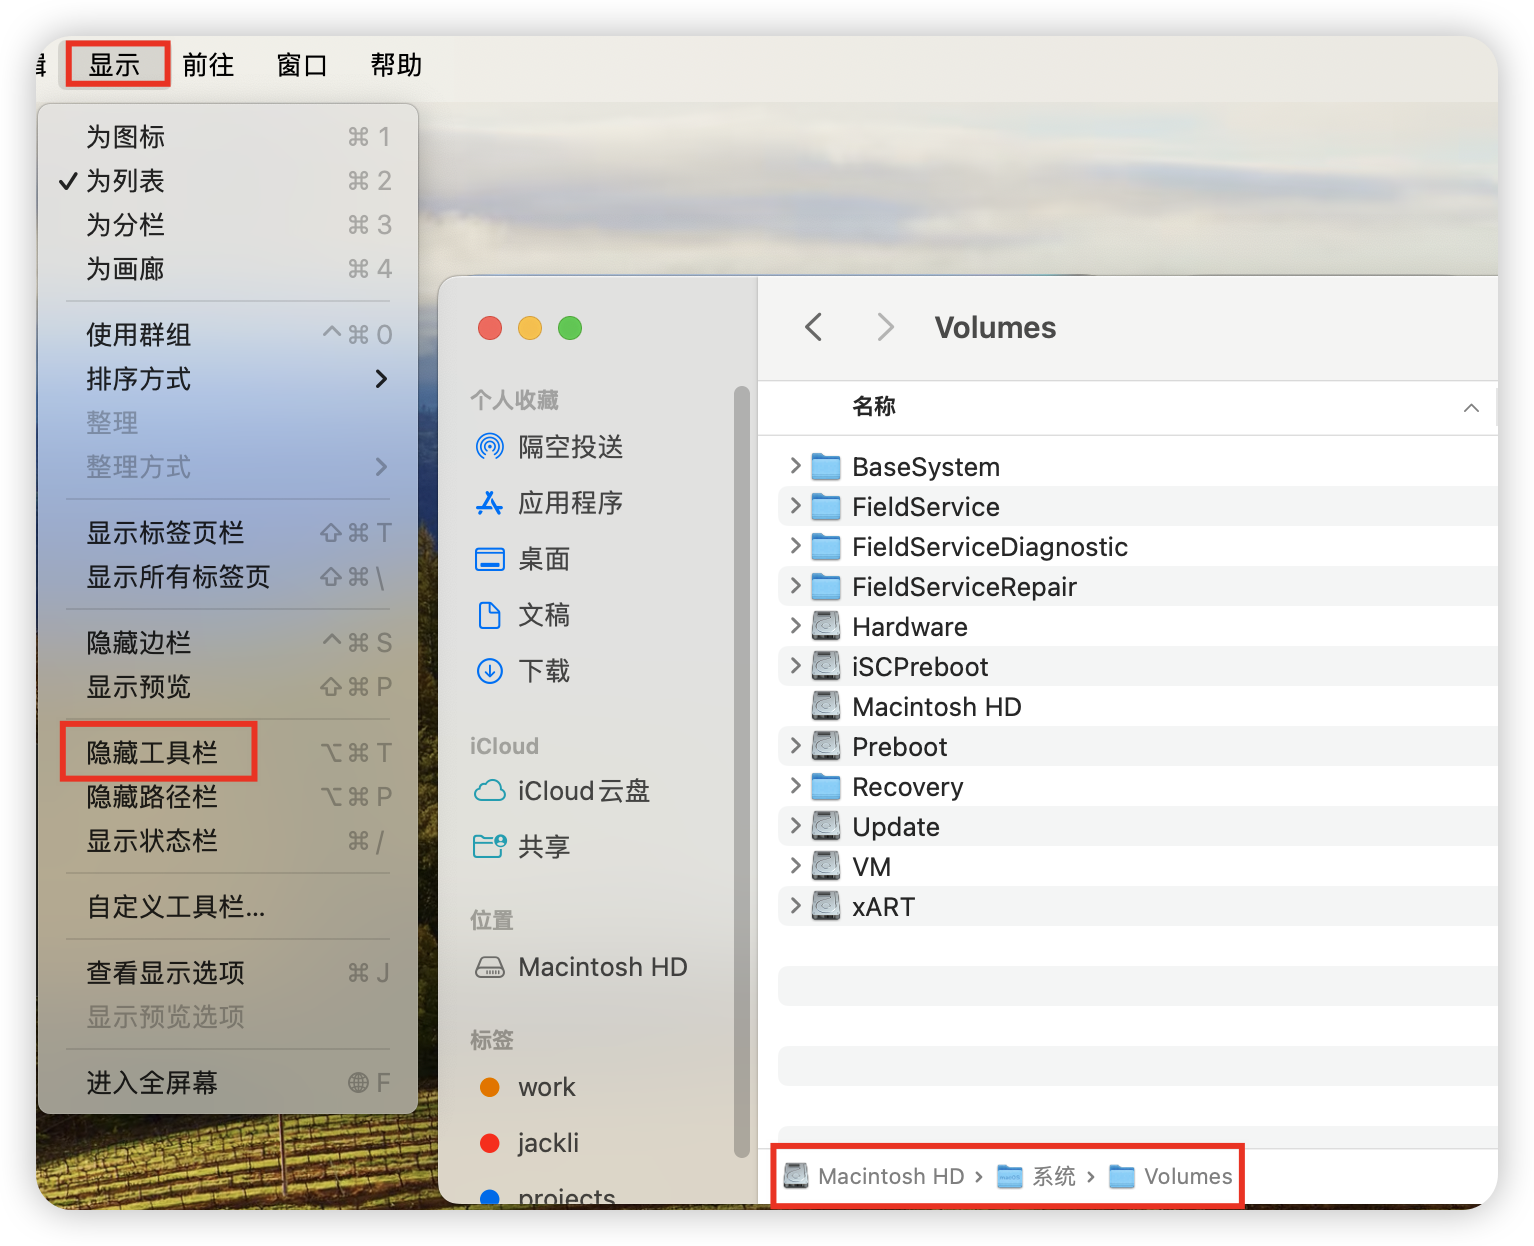 显示 前往 窗口 帮助
为图标 ⌘ 1
✓ 为列表 ⌘ 2
为分栏 ⌘ 3
为画廊 ⌘ 4
使用群组 ^ ⌘ 0
排序方式 >
整理
整理方式 >
显示标签页栏 ⇧ ⌘ T
显示所有标签页 ⇧ ⌘ \
隐藏边栏 ^ ⌘ S
显示预览 ⇧ ⌘ P
隐藏工具栏 ⌥ ⌘ T
隐藏路径栏 ⌥ ⌘ P
显示状态栏 ⌘ /
自定义工具栏...
查看显示选项 ⌘ J
显示预览选项
进入全屏幕 F
个人收藏
隔空投送
应用程序
桌面
文稿
下载
iCloud
iCloud云盘
共享
位置
Macintosh HD
标签
work
jackli
projects
Volumes
名称
BaseSystem
FieldService
FieldServiceDiagnostic
FieldServiceRepair
Hardware
iSCPreboot
Macintosh HD
Preboot
Recovery
Update
VM
xART
Macintosh HD › 系统 › Volumes